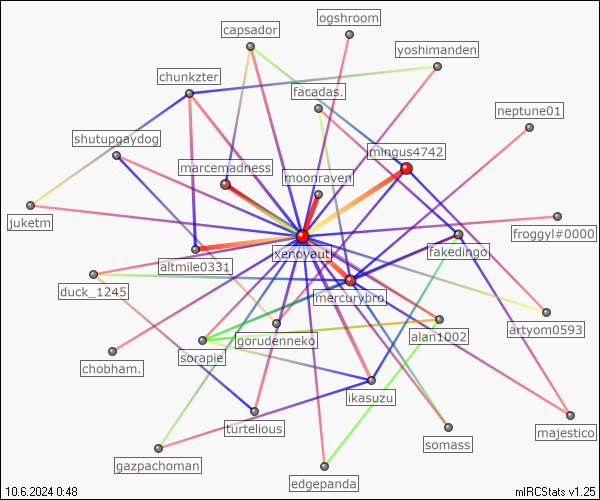 ogshroom
capsador
yoshimanden
chunkzter
facadas.
neptune01
shutupgaydog
mingus4742
marcemadness
moonraven
juketm
froggyl#0000
xenoyautl
fakedingo
altmile0331
duck_1245
mercurybro.
artyom0593
gorudenneko
alan1002
sorapie
chobham.
ikasuzu
turtelious
majestico
somass
gazpachoman
edgepanda
10.6.2024 0:48
mIRCStats v1.25